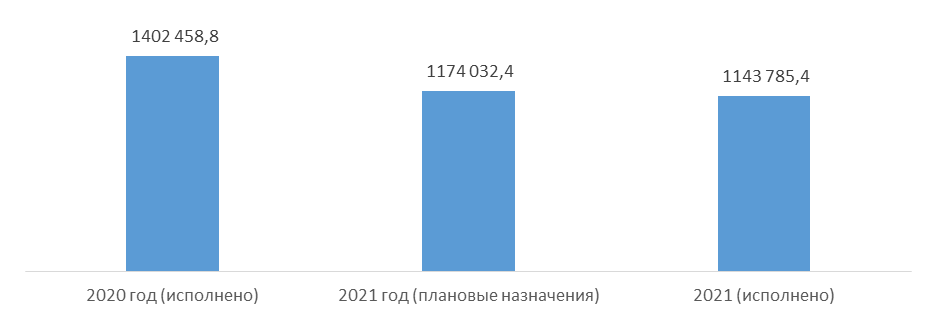 1402 458,8
1174 032,4
1143 785,4
2020 год (исполнено)
2021 год (плановые назначения)
2021 (исполнено)